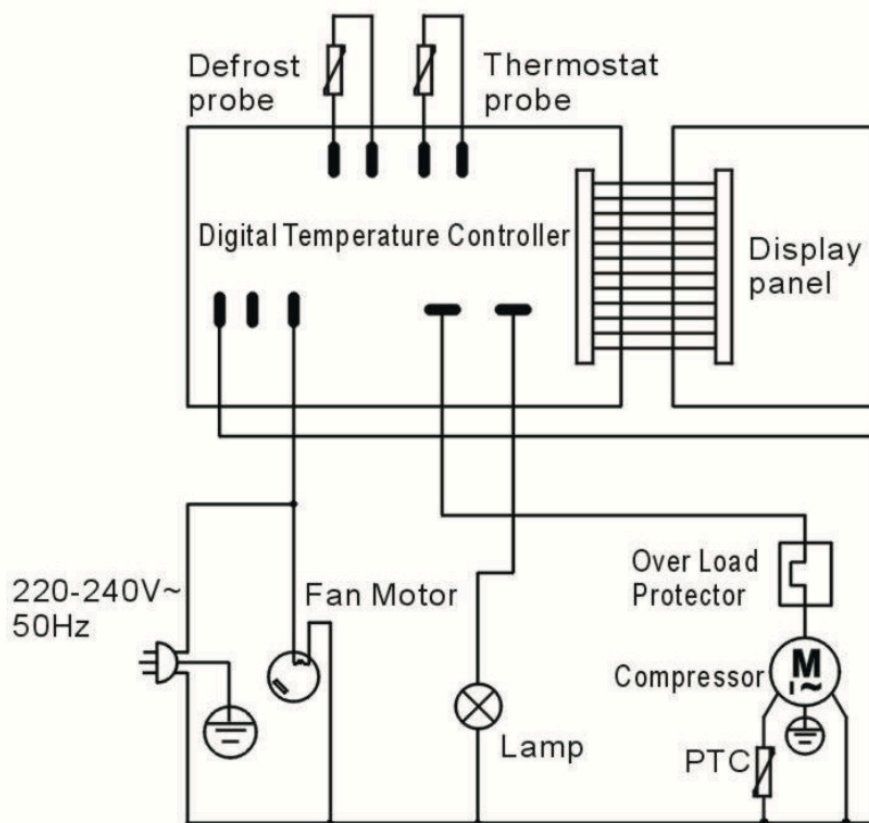 Defrost
probe
Thermostat
probe
Digital Temperature Controller
Display
panel
220-240V~
50Hz
Fan Motor
Over Load
Protector
Compressor
M
I~
Lamp
PTC